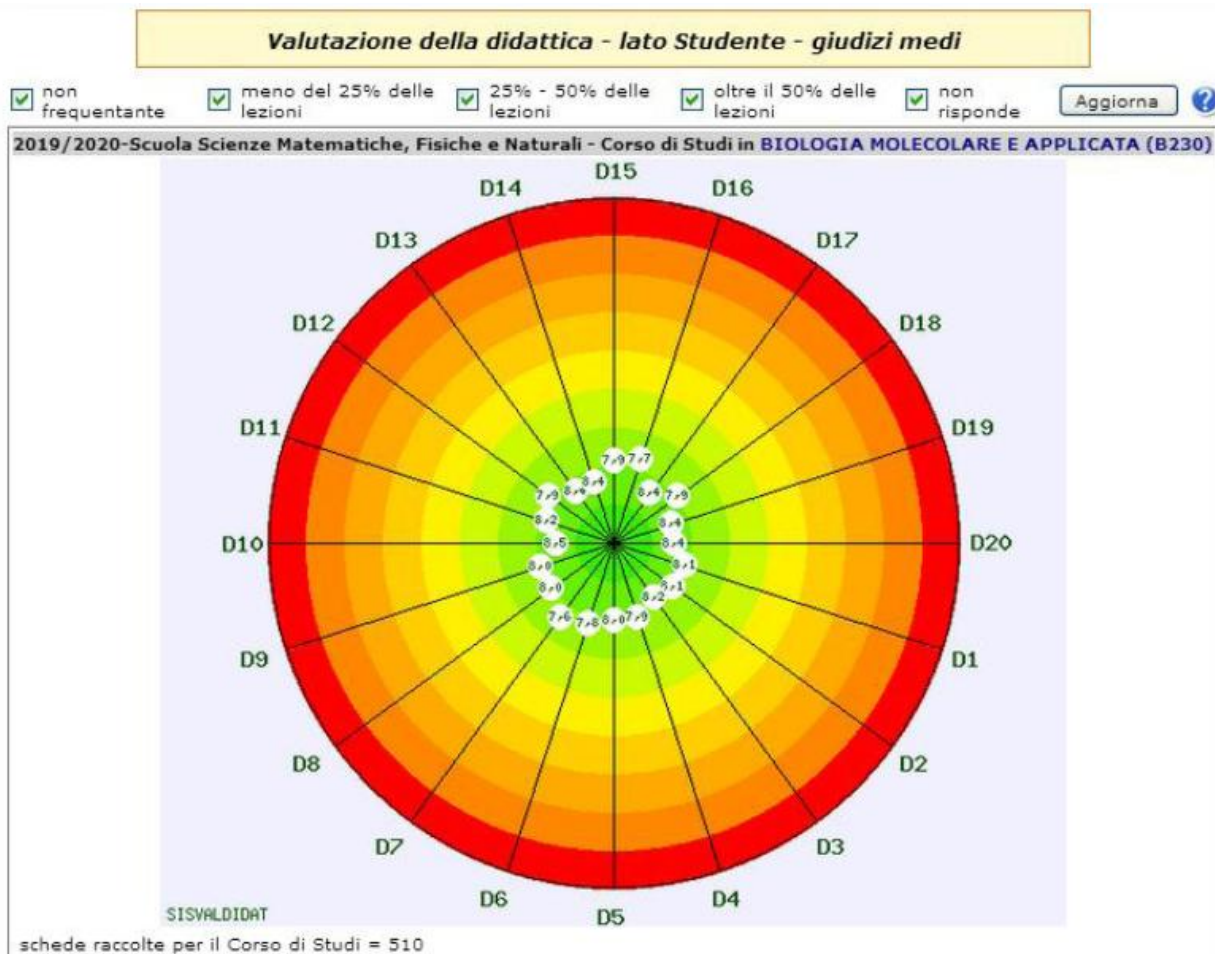 Valutazione della didattica - lato Studente - giudizi medi
non frequentante
meno del 25% delle lezioni
25% - 50% delle lezioni
oltre il 50% delle lezioni
non risponde
Aggiorna
?
2019/2020-Scuola Scienze Matematiche, Fisiche e Naturali - Corso di Studi in BIOLOGIA MOLECOLARE E APPLICATA (B230)
D15
D14
D16
D13
D17
D12
D18
D11
D19
D10
D20
D9
D1
D8
D2
D7
D3
D6
D4
D5
7,9
7,7
8,4
8,4
7,9
8,4
7,9
8,2
8,4
8,5
8,4
8,0
8,1
8,0
8,1
8,2
7,6
7,8
8,0
7,9
SISVALDIDAT
schede raccolte per il Corso di Studi = 510